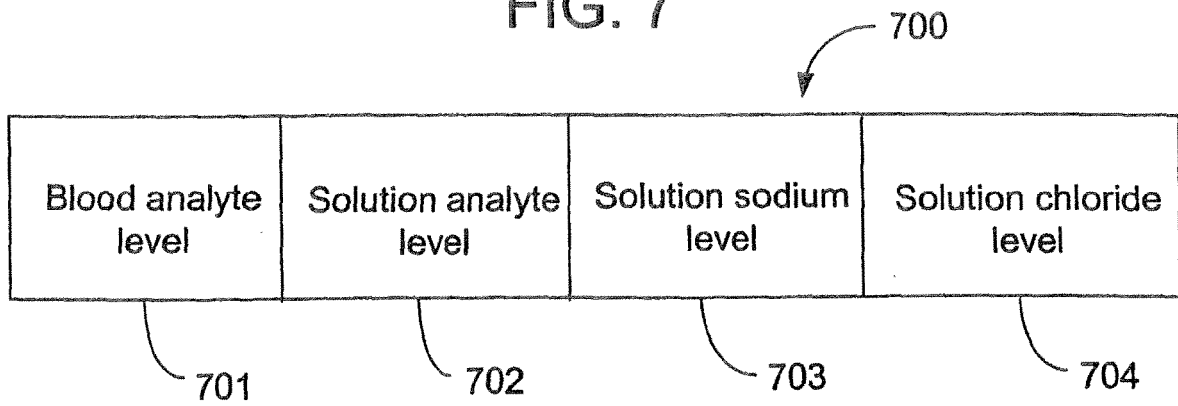 FIG. 7
700
Blood analyte level
Solution analyte level
Solution sodium level
Solution chloride level
701
702
703
704